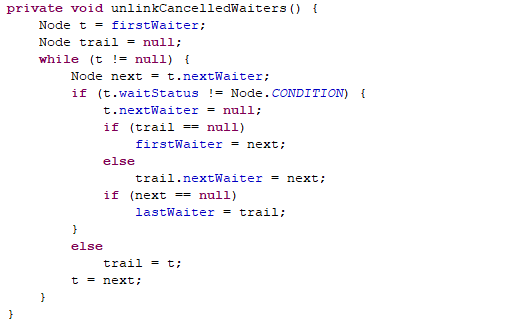 private void unlinkCancelledWaiters() {
    Node t = firstWaiter;
    Node trail = null;
    while (t != null) {
        Node next = t.nextWaiter;
        if (t.waitStatus != Node.CONDITION) {
            t.nextWaiter = null;
            if (trail == null)
                firstWaiter = next;
            else
                trail.nextWaiter = next;
            if (next == null)
                lastWaiter = trail;
        }
        else
            trail = t;
        t = next;
    }
}